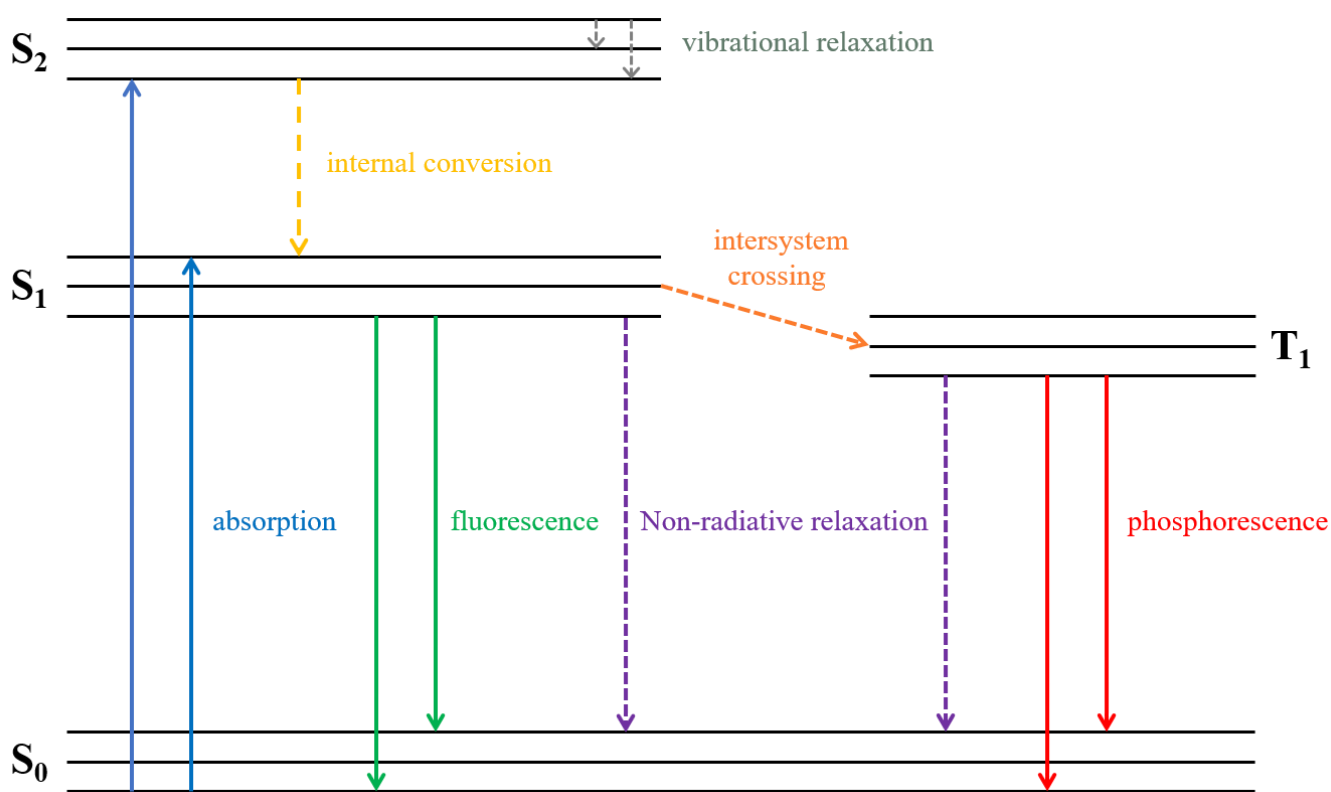 S₂
vibrational relaxation
internal conversion
intersystem
crossing
S₁
T₁
absorption
fluorescence
Non-radiative relaxation
phosphorescence
S₀